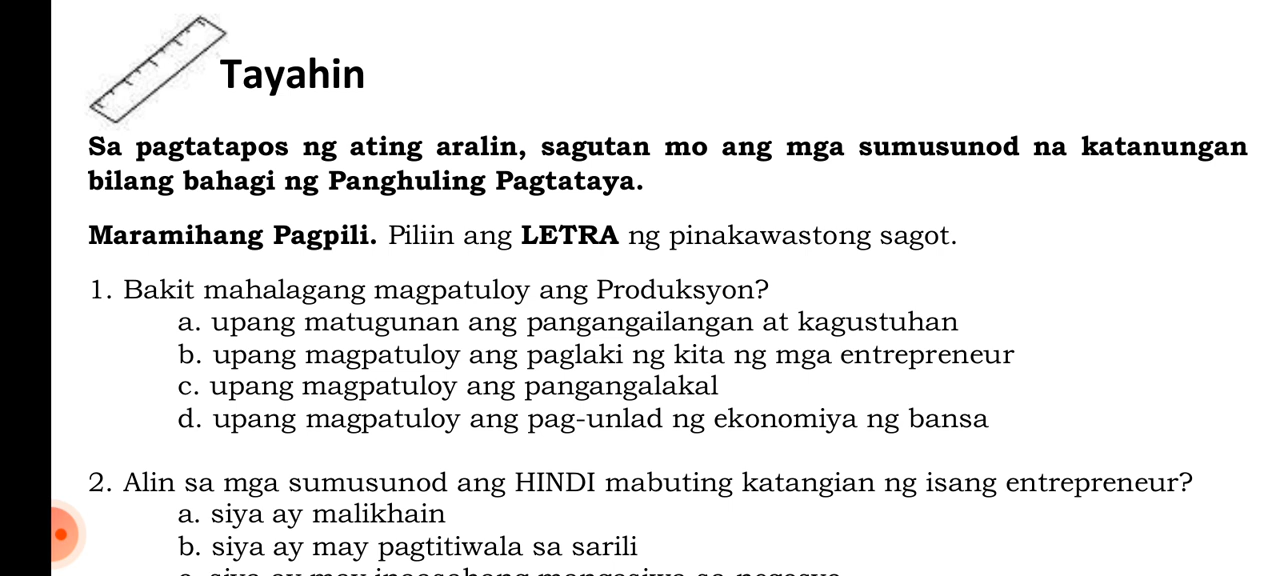 Tayahin
Sa pagtatapos ng ating aralin, sagutan mo ang mga sumusunod na katanungan
bilang bahagi ng Panghuling Pagtataya.
Maramihang Pagpili. Piliin ang LETRA ng pinakawastong sagot.
1. Bakit mahalagang magpatuloy ang Produksyon?
a. upang matugunan ang pangangailangan at kagustuhan
b. upang magpatuloy ang paglaki ng kita ng mga entrepreneur
c. upang magpatuloy ang pangangalakal
d. upang magpatuloy ang pag-unlad ng ekonomiya ng bansa
2. Alin sa mga sumusunod ang HINDI mabuting katangian ng isang entrepreneur?
a. siya ay malikhain
b. siya ay may pagtitiwala sa sarili